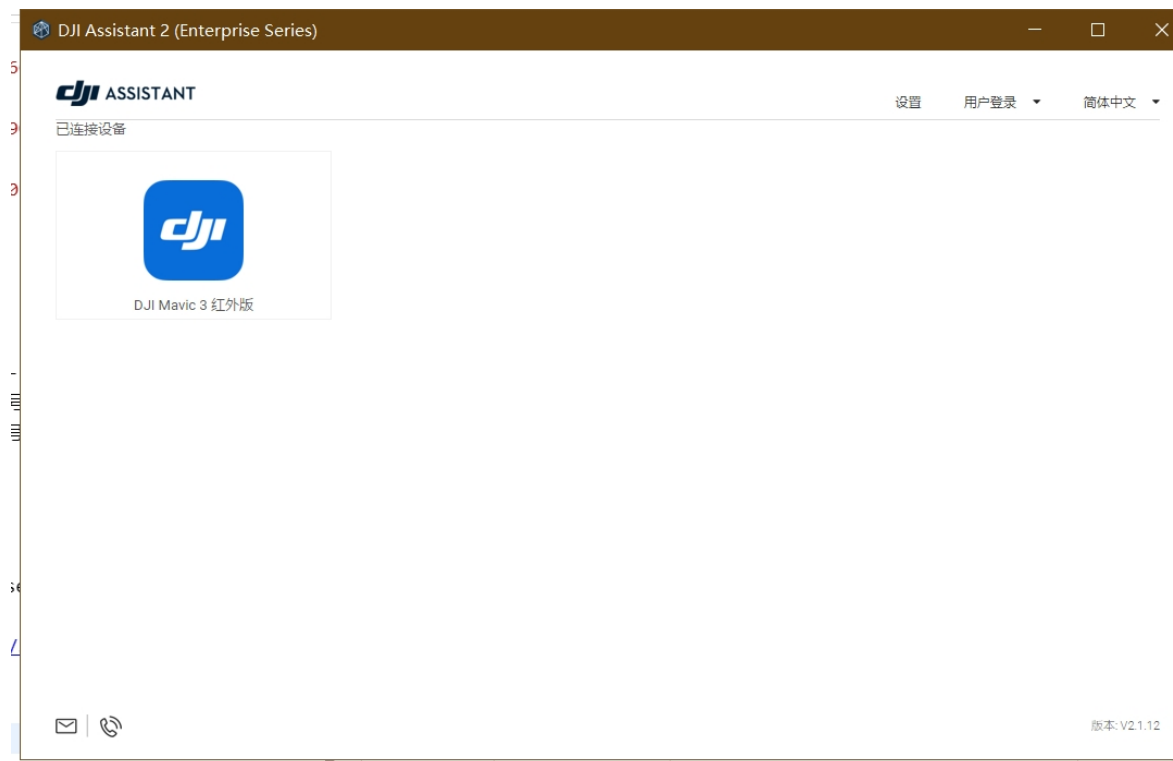 DJI Assistant 2 (Enterprise Series)
dji ASSISTANT
设置 用户登录 简体中文
已连接设备
dji
DJI Mavic 3 红外版
版本: V2.1.12